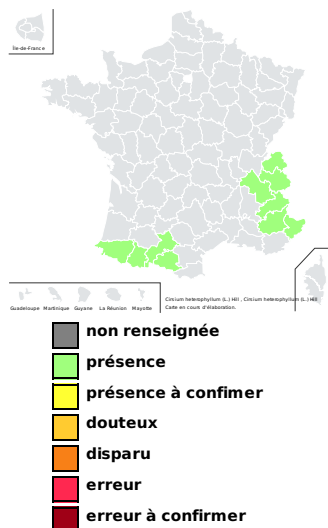 Île-de-France
Guadeloupe Martinique Guyane La Réunion Mayotte
Cirsium heterophyllum (L.) Hill , Cirsium heterophyllum (L.) Hill
Carte en cours d'élaboration.
non renseignée
présence
présence à confimer
douteux
disparu
erreur
erreur à confirmer